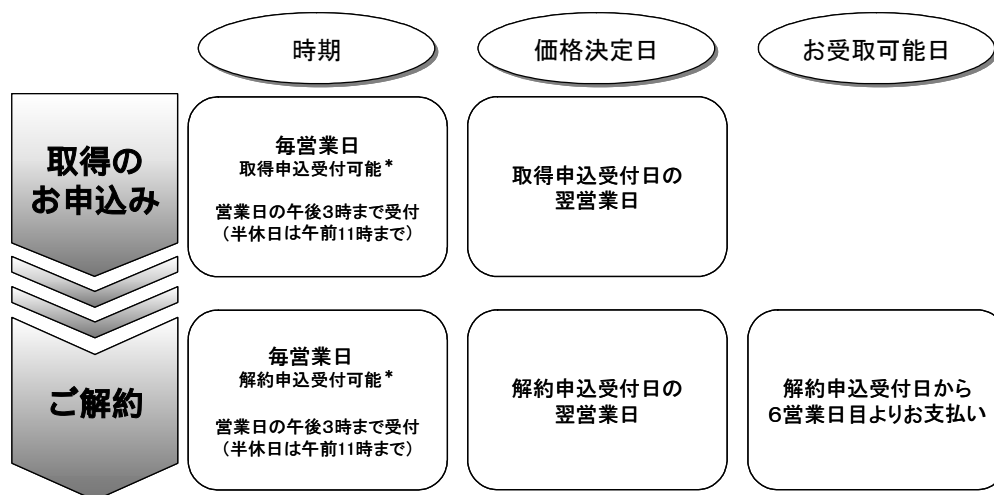 時期
価格決定日
お受取可能日
取得の
お申込み
毎営業日
取得申込受付可能*
営業日の午後3時まで受付
(半休日は午前11時まで)
取得申込受付日の
翌営業日
ご解約
毎営業日
解約申込受付可能*
営業日の午後3時まで受付
(半休日は午前11時まで)
解約申込受付日の
翌営業日
解約申込受付日から
6営業日目よりお支払い